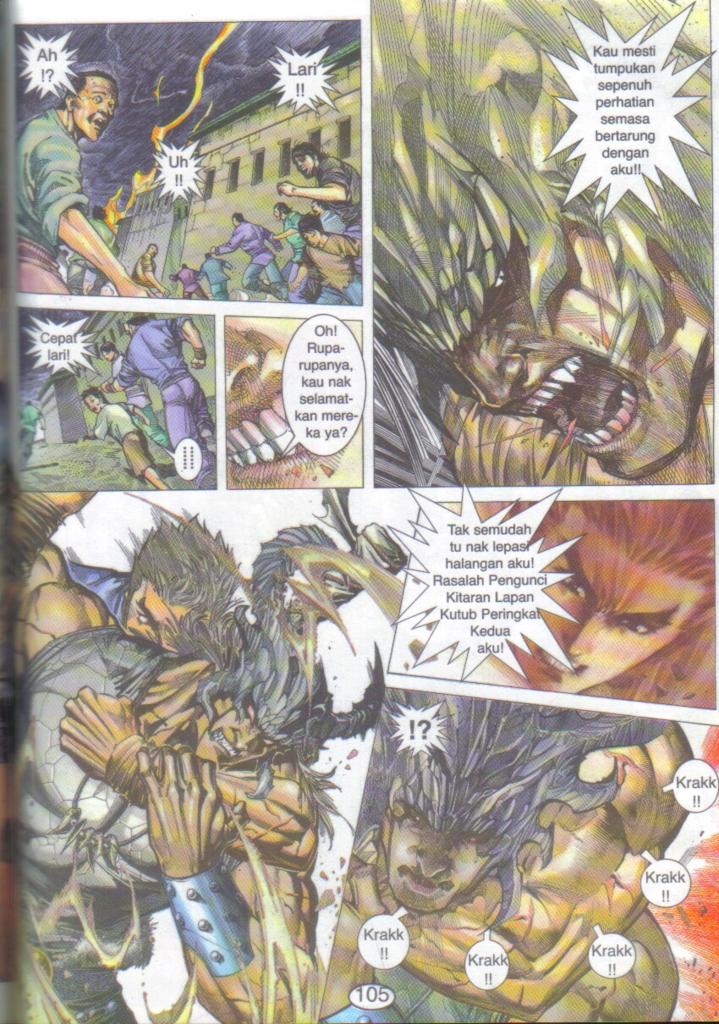 Ah
!?
Lari
!!
Uh
!!
Kau mesti
tumpukan
sepenuh
perhatian
semasa
bertarung
dengan
aku!!
Cepat
lari!
Oh!
Rupa-
rupanya,
kau nak
selamat-
kan mere-
ka ya?
!!!!
Tak semudah
tu nak lepasi
halangan aku!
Rasalah Pengunci
Kitaran Lapan
Kutub Peringkat
Kedua
aku!
!?
Krakk
!!
Krakk
!!
Krakk
!!
Krakk
!!
Krakk
!!
105